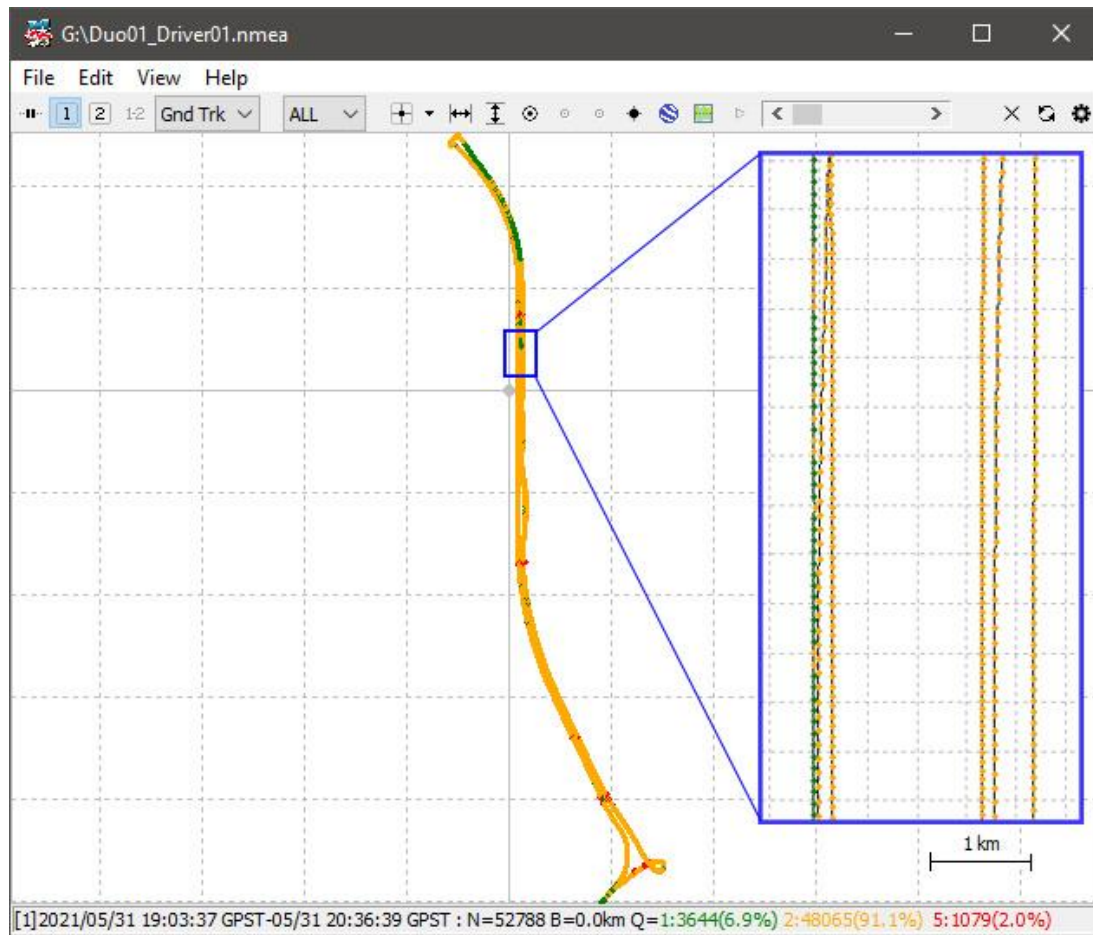 G:\Duo01_Driver01.nmea
File Edit View Help
1 2 1-2 Gnd Trk ALL
1 km
[1]2021/05/31 19:03:37 GPST-05/31 20:36:39 GPST : N=52788 B=0.0km Q=1:3644(6.9%) 2:48065(91.1%) 5:1079(2.0%)